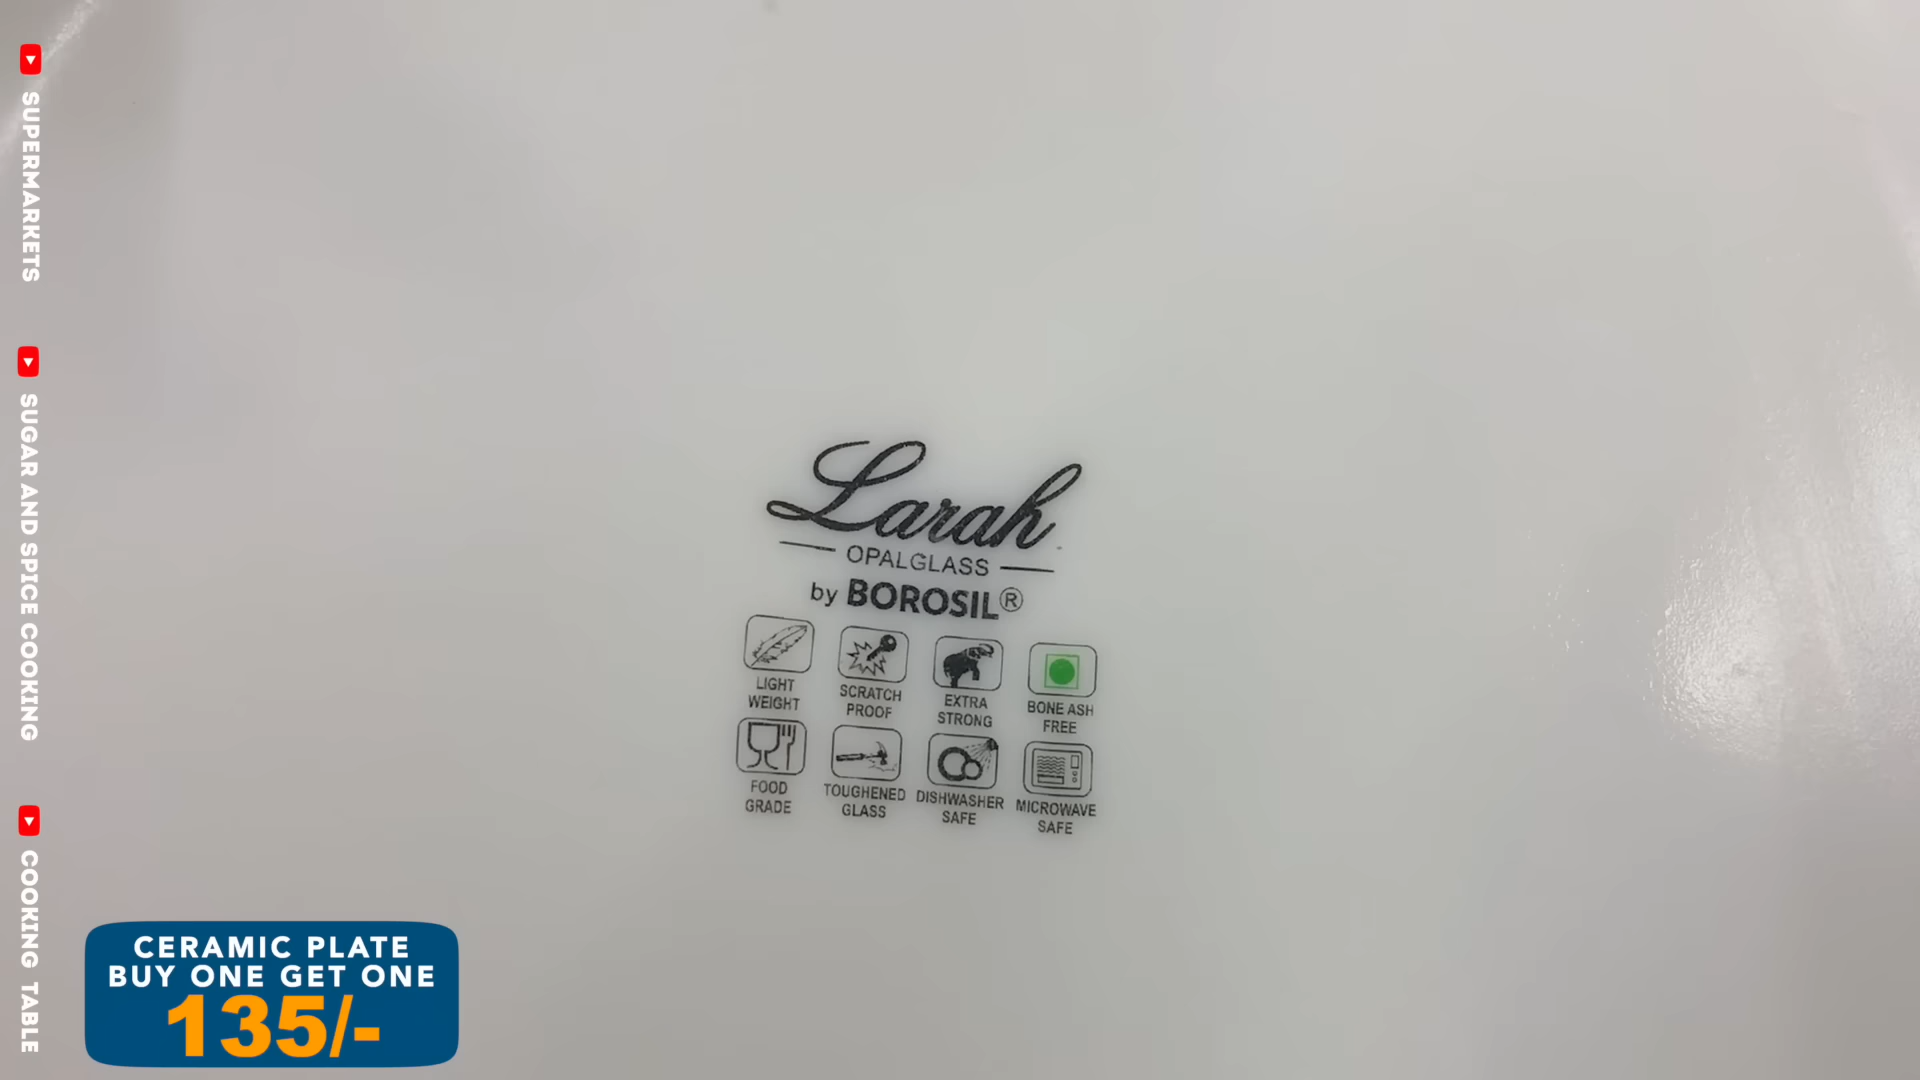 SUPERMARKETS
SUGAR AND SPICE COOKING
COOKING TABLE
Larah
OPALGLASS
by BOROSIL®
LIGHT WEIGHT
SCRATCH PROOF
EXTRA STRONG
BONE ASH FREE
FOOD GRADE
TOUGHENED GLASS
DISHWASHER SAFE
MICROWAVE SAFE
CERAMIC PLATE
BUY ONE GET ONE
135/-